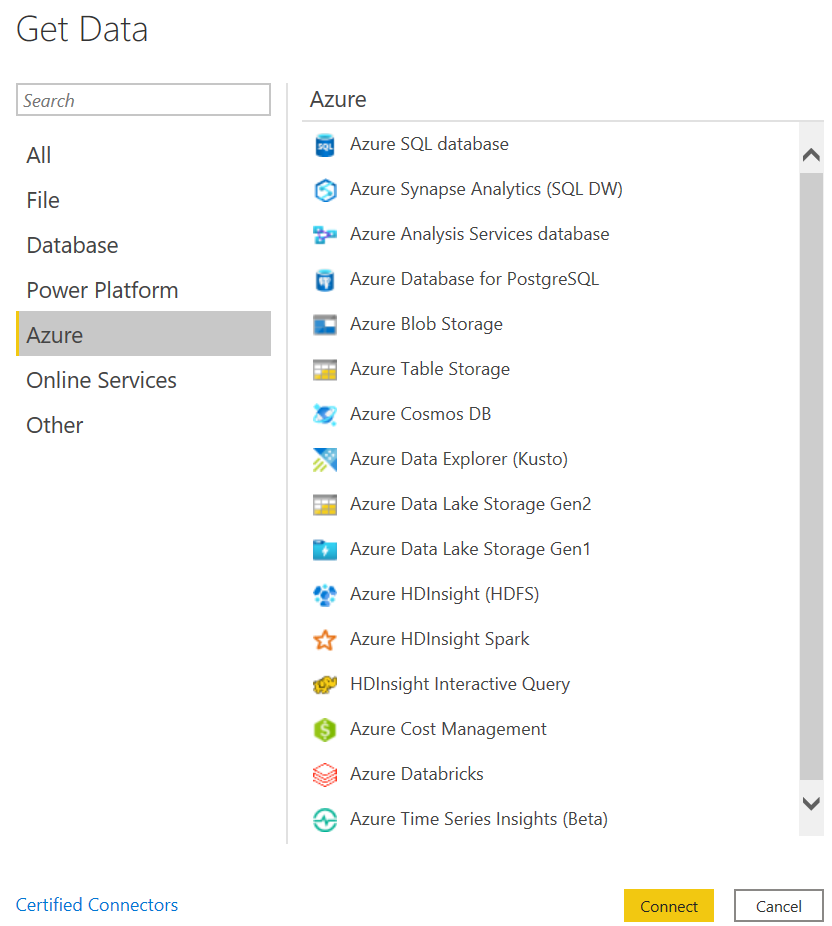 Get Data
Search
All
File
Database
Power Platform
Azure
Online Services
Other
Azure
SQL
Azure SQL database
Azure Synapse Analytics (SQL DW)
Azure Analysis Services database
Azure Database for PostgreSQL
Azure Blob Storage
Azure Table Storage
Azure Cosmos DB
Azure Data Explorer (Kusto)
Azure Data Lake Storage Gen2
Azure Data Lake Storage Gen1
Azure HDInsight (HDFS)
Azure HDInsight Spark
HDInsight Interactive Query
$
Azure Cost Management
Azure Databricks
Azure Time Series Insights (Beta)
Certified Connectors
Connect
Cancel